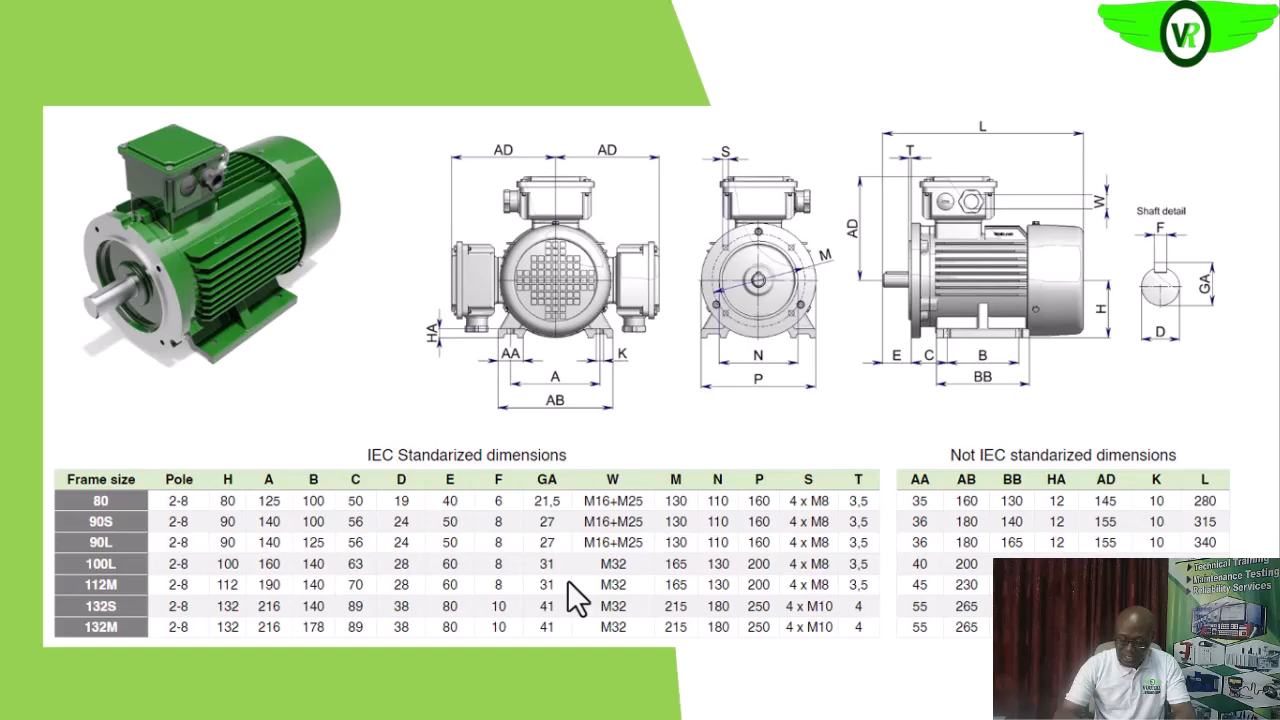 VR
AD AD
HA
AA
K
A
AB
S
M
N
P
L
T
AD
W
H
E C B
BB
Shaft detail
F
GA
D
IEC Standarized dimensions
Frame size Pole H A B C D E F GA W M N P S T
80 2-8 80 125 100 50 19 40 6 21,5 M16+M25 130 110 160 4 x M8 3,5
90S 2-8 90 140 100 56 24 50 8 27 M16+M25 130 110 160 4 x M8 3,5
90L 2-8 90 140 125 56 24 50 8 27 M16+M25 130 110 160 4 x M8 3,5
100L 2-8 100 160 140 63 28 60 8 31 M32 165 130 200 4 x M8 3,5
112M 2-8 112 190 140 70 28 60 8 31 M32 165 130 200 4 x M8 3,5
132S 2-8 132 216 140 89 38 80 10 41 M32 215 180 250 4 x M10 4
132M 2-8 132 216 178 89 38 80 10 41 M32 215 180 250 4 x M10 4
Not IEC standarized dimensions
AA AB BB HA AD K L
35 160 130 12 145 10 280
36 180 140 12 155 10 315
36 180 165 12 155 10 340
40 200
45 230
55 265
55 265
Technical Training
Maintenance Testing
Reliability Services